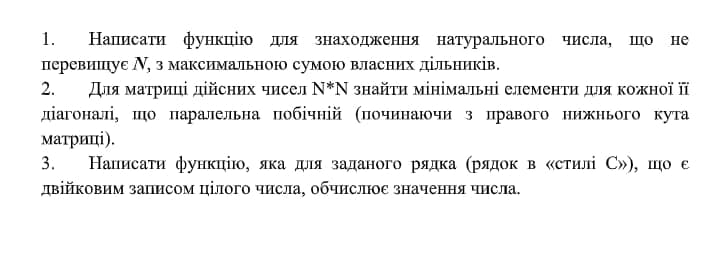 1. Написати функцію для знаходження натурального числа, що не
перевищує N, з максимальною сумою власних дільників.
2. Для матриці дійсних чисел N*N знайти мінімальні елементи для кожної її
діагоналі, що паралельна побічній (починаючи з правого нижнього кута
матриці).
3. Написати функцію, яка для заданого рядка (рядок в «стилі С»), що є
двійковим записом цілого числа, обчислює значення числа.